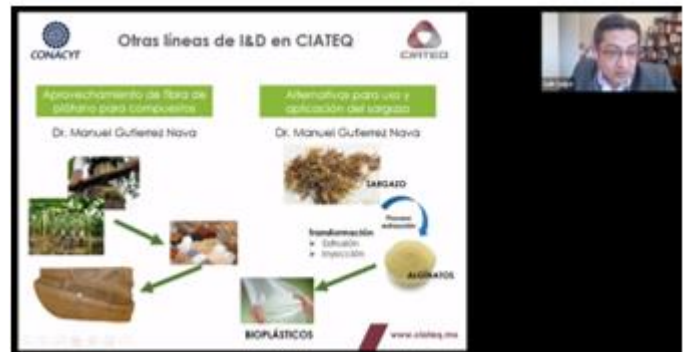 CONACYT
Otras líneas de I&D en CIATEQ
CIATEQ
Aprovechamiento de fibra de
plátano para compuestos
Dr. Manuel Gutierrez Nava
Alternativas para uso y
aplicación del sargazo
Dr. Manuel Gutierrez Nava
SARGAZO
Proceso
extracción
Transformación
Extrusión
Inyección
ALGINATOS
BIOPLÁSTICOS
www.ciateq.mx